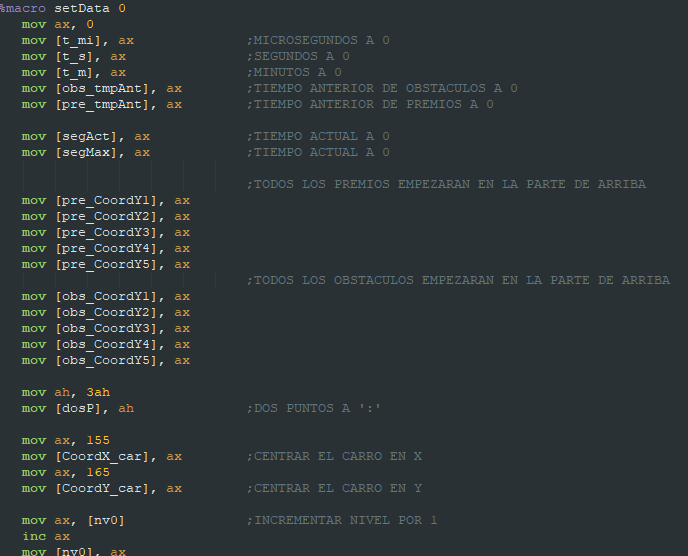 %macro setData 0
mov ax, 0
mov [t_mi], ax ;MICROSEGUNDOS A 0
mov [t_s], ax ;SEGUNDOS A 0
mov [t_m], ax ;MINUTOS A 0
mov [obs_tmpAnt], ax ;TIEMPO ANTERIOR DE OBSTACULOS A 0
mov [pre_tmpAnt], ax ;TIEMPO ANTERIOR DE PREMIOS A 0
mov [segAct], ax ;TIEMPO ACTUAL A 0
mov [segMax], ax ;TIEMPO ACTUAL A 0
;TODOS LOS PREMIOS EMPEZARAN EN LA PARTE DE ARRIBA
mov [pre_CoordY1], ax
mov [pre_CoordY2], ax
mov [pre_CoordY3], ax
mov [pre_CoordY4], ax
mov [pre_CoordY5], ax
;TODOS LOS OBSTACULOS EMPEZARAN EN LA PARTE DE ARRIBA
mov [obs_CoordY1], ax
mov [obs_CoordY2], ax
mov [obs_CoordY3], ax
mov [obs_CoordY4], ax
mov [obs_CoordY5], ax
mov ah, 3ah
mov [dosP], ah ;DOS PUNTOS A ':'
mov ax, 155
mov [CoordX_car], ax ;CENTRAR EL CARRO EN X
mov ax, 165
mov [CoordY_car], ax ;CENTRAR EL CARRO EN Y
mov ax, [nv0] ;INCREMENTAR NIVEL POR 1
inc ax
mov [nv0], ax